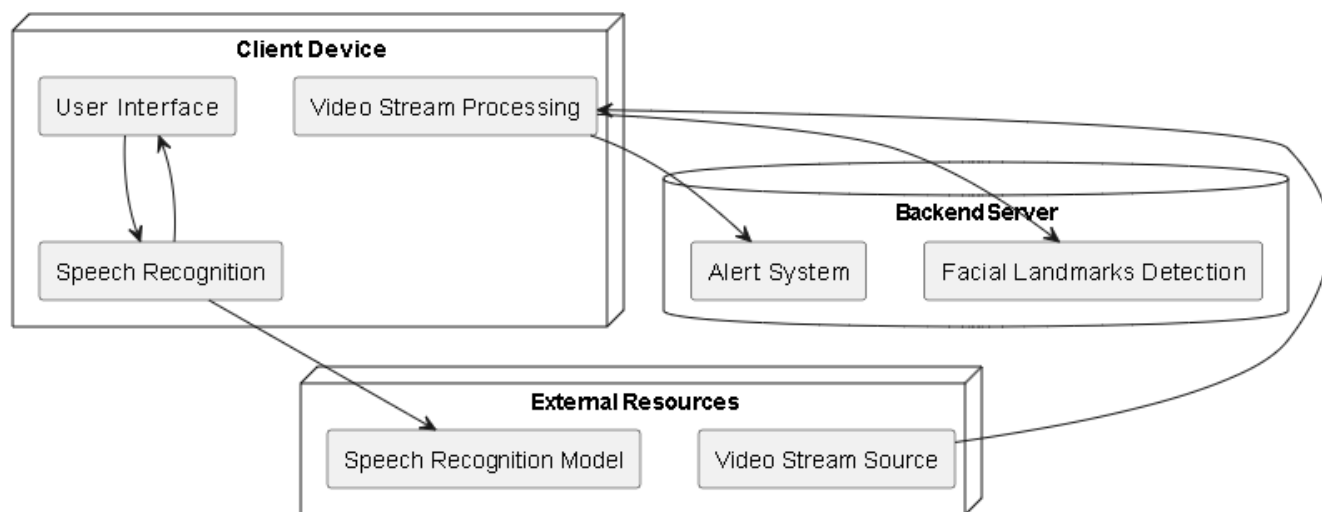 Client Device
User Interface
Video Stream Processing
Speech Recognition
Backend Server
Alert System
Facial Landmarks Detection
External Resources
Speech Recognition Model
Video Stream Source